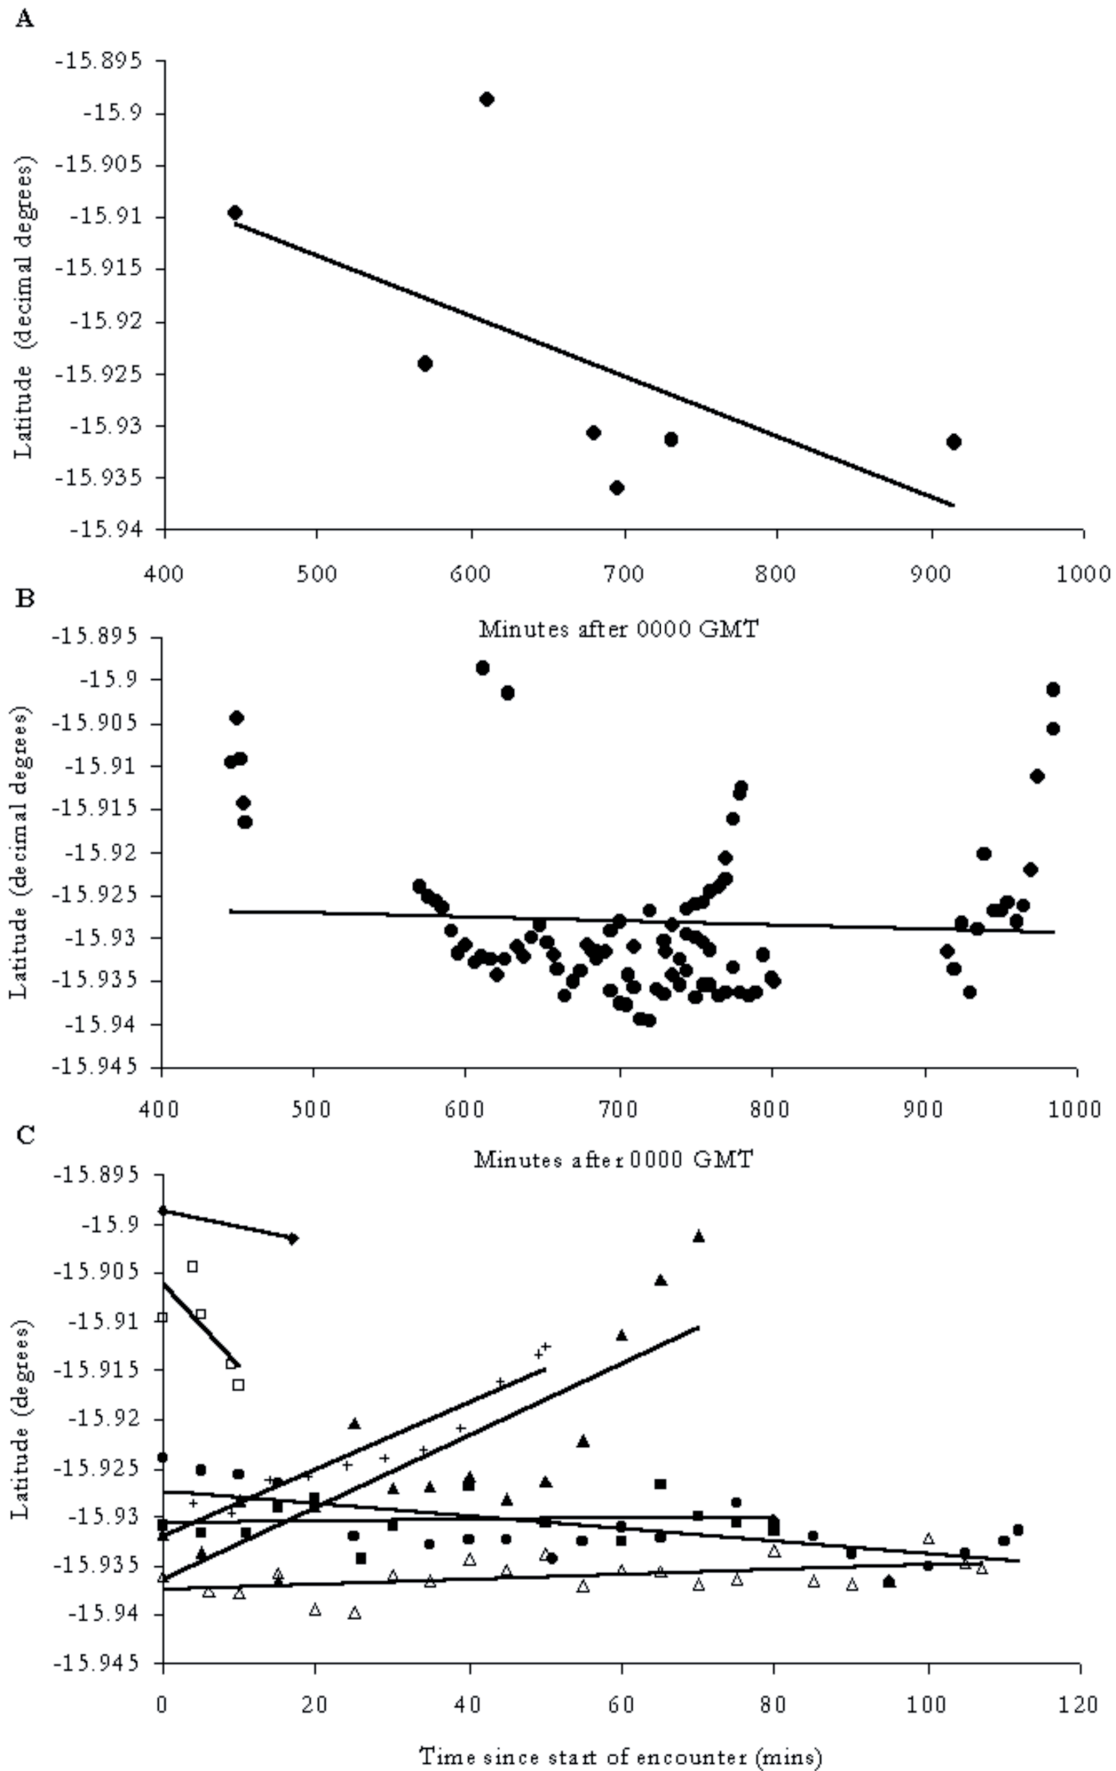 A
-15.895
-15.9
-15.905
-15.91
-15.915
-15.92
-15.925
-15.93
-15.935
-15.94
Latitude (decimal degrees)
400 500 600 700 800 900 1000
Minutes after 0000 GMT
B
-15.895
-15.9
-15.905
-15.91
-15.915
-15.92
-15.925
-15.93
-15.935
-15.94
-15.945
Latitude (decimal degrees)
400 500 600 700 800 900 1000
Minutes after 0000 GMT
C
-15.895
-15.9
-15.905
-15.91
-15.915
-15.92
-15.925
-15.93
-15.935
-15.94
-15.945
Latitude (degrees)
0 20 40 60 80 100 120
Time since start of encounter (mins)